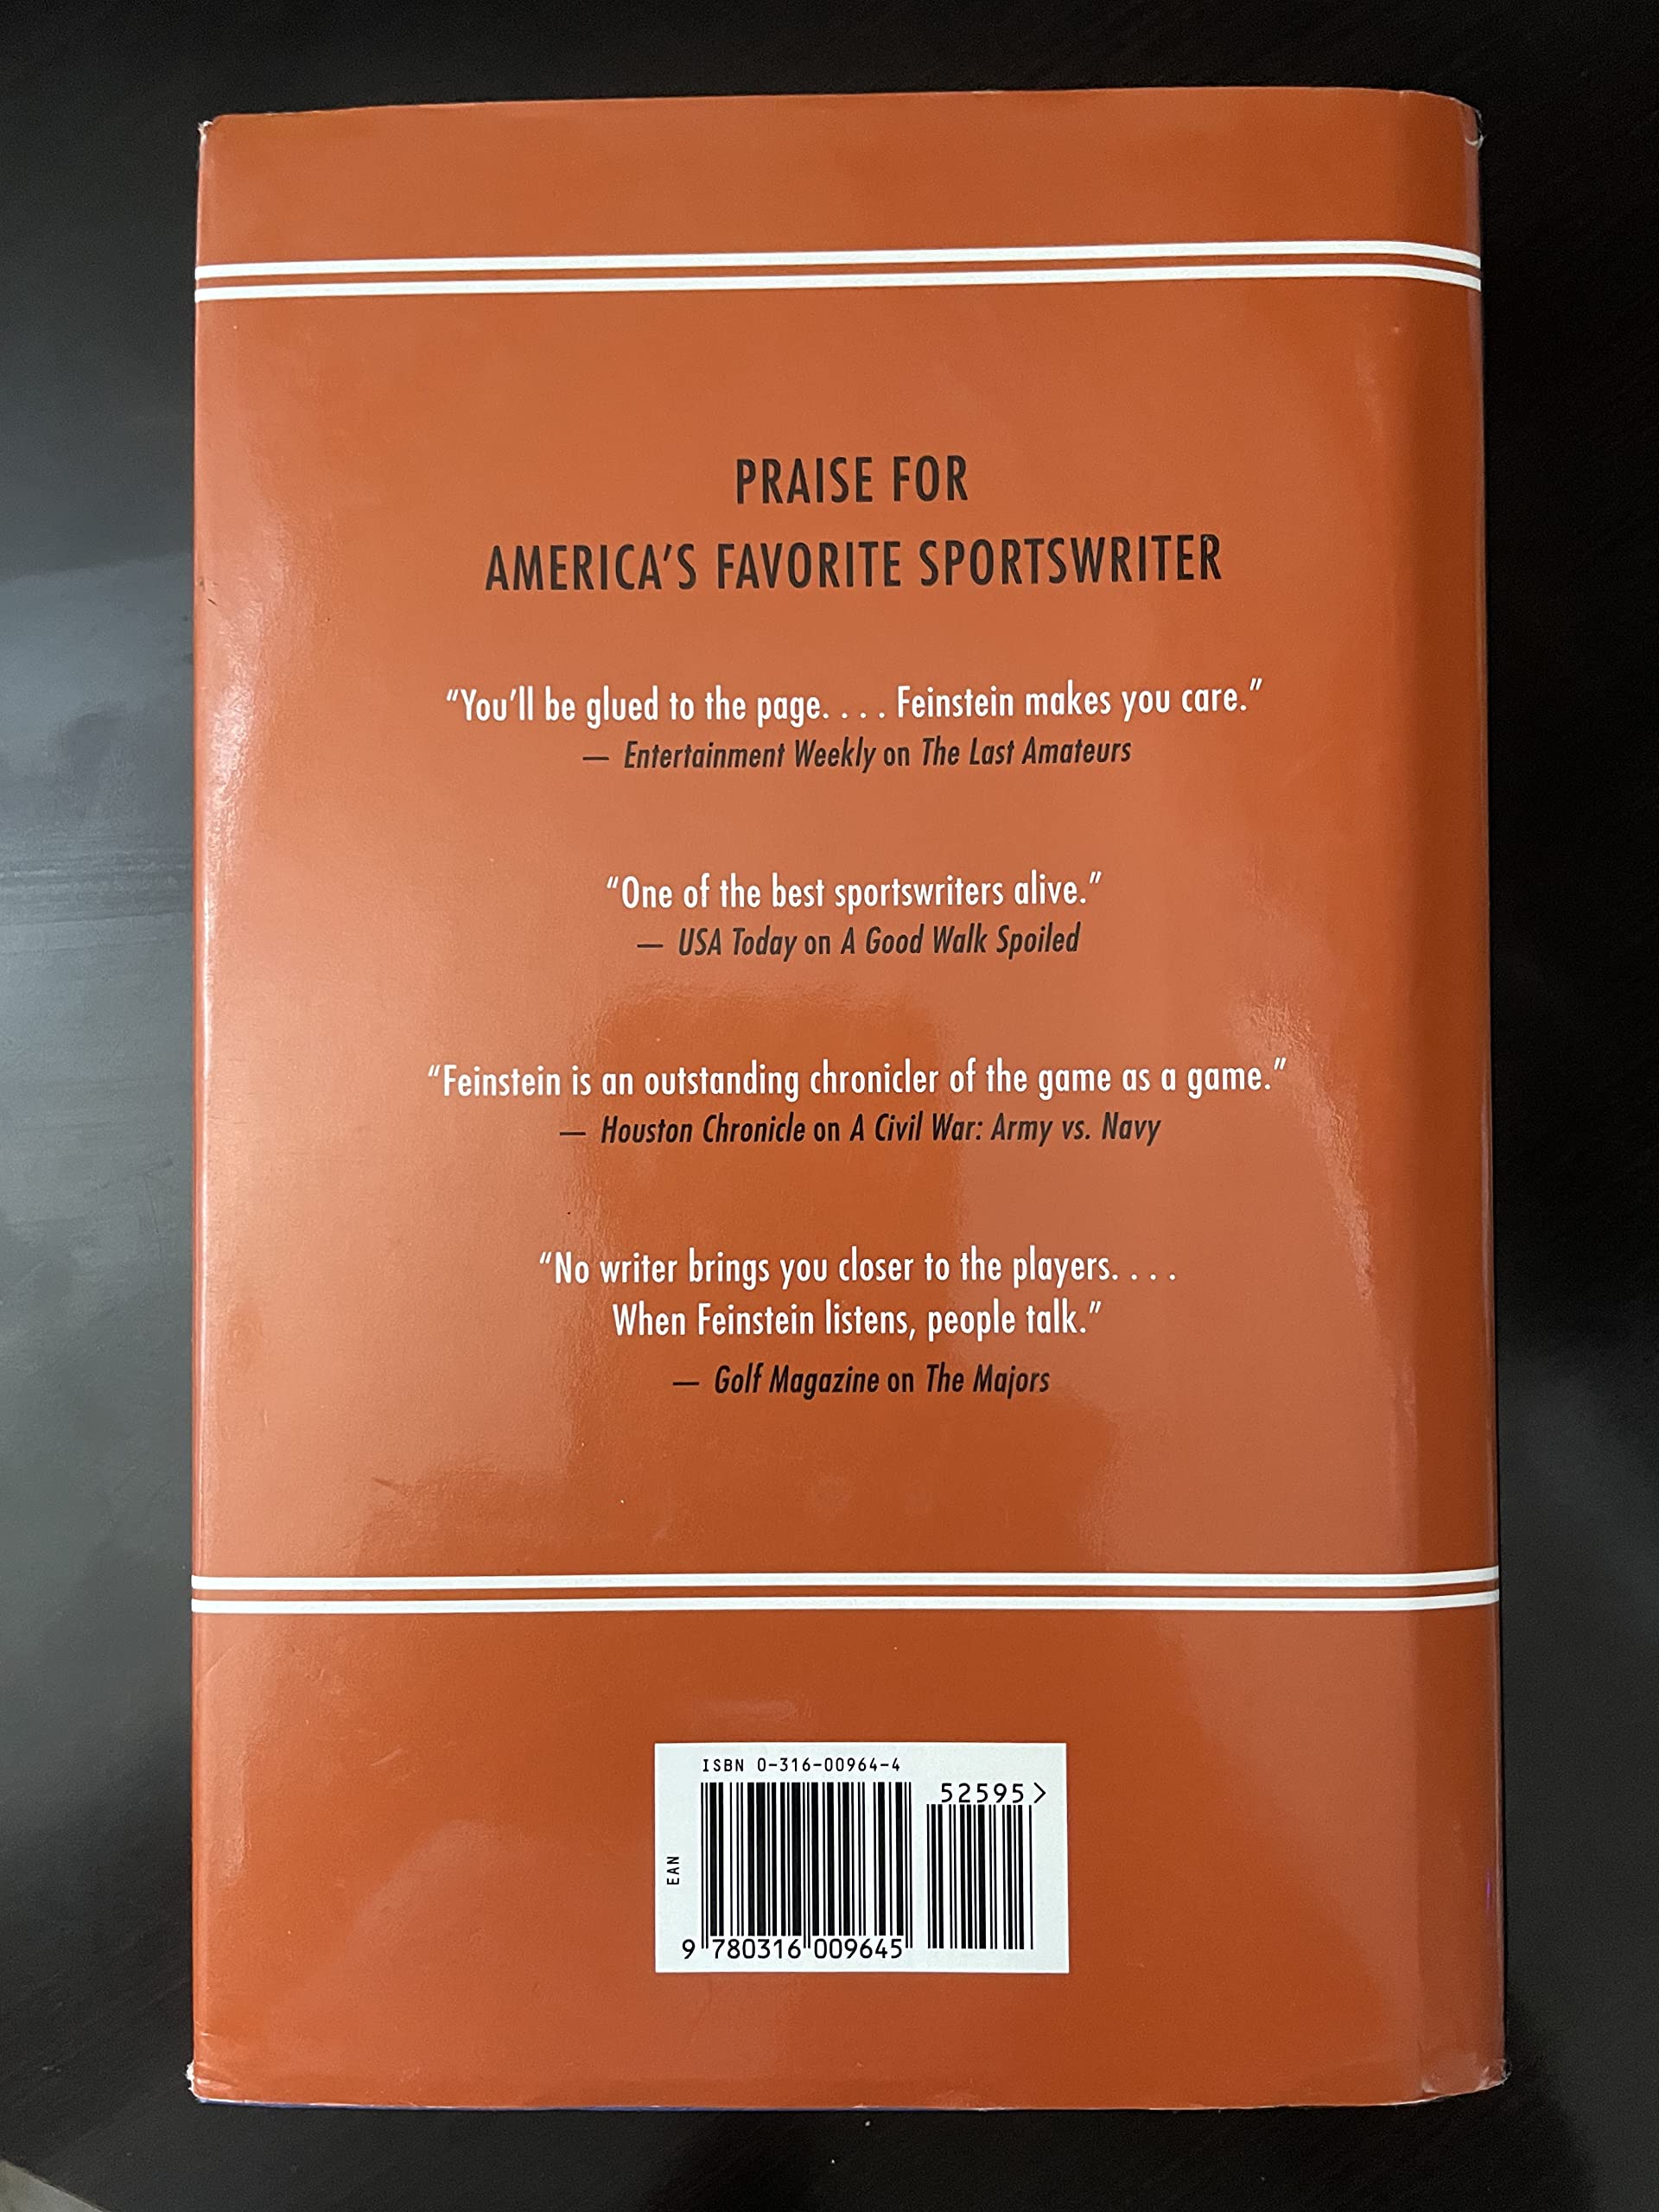 PRAISE FOR
AMERICA’S FAVORITE SPORTSWRITER
“You’ll be glued to the page. . . . Feinstein makes you care.”
— Entertainment Weekly on The Last Amateurs
“One of the best sportswriters alive.”
— USA Today on A Good Walk Spoiled
“Feinstein is an outstanding chronicler of the game as a game.”
— Houston Chronicle on A Civil War: Army vs. Navy
“No writer brings you closer to the players. . . .
When Feinstein listens, people talk.”
— Golf Magazine on The Majors
ISBN 0-316-00964-4
52595>
EAN
9 780316 009645